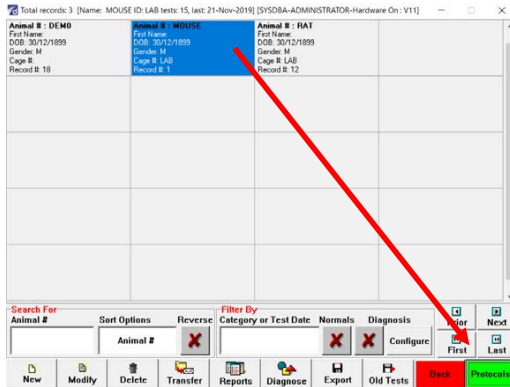 Total records: 3 [Name: MOUSE ID: LAB tests: 15, last: 21-Nov-2019] [SYSDBA-ADMINISTRATOR-Hardware On : V11]
Animal # : DEMO
First Name:
DOB: 30/12/1899
Gender: M
Cage #:
Record #: 18
Animal # : MOUSE
First Name:
DOB: 30/12/1899
Gender: M
Cage #: LAB
Record #: 1
Animal # : RAT
First Name:
DOB: 30/12/1899
Gender: M
Cage #: LAB
Record #: 12
Search For
Animal #
Sort Options
Reverse
Animal #
Filter By
Category or Test Date
Normals
Diagnosis
Configure
Prior
Next
First
Last
New
Modify
Delete
Transfer
Reports
Diagnose
Export
Old Tests
Back
Protocols